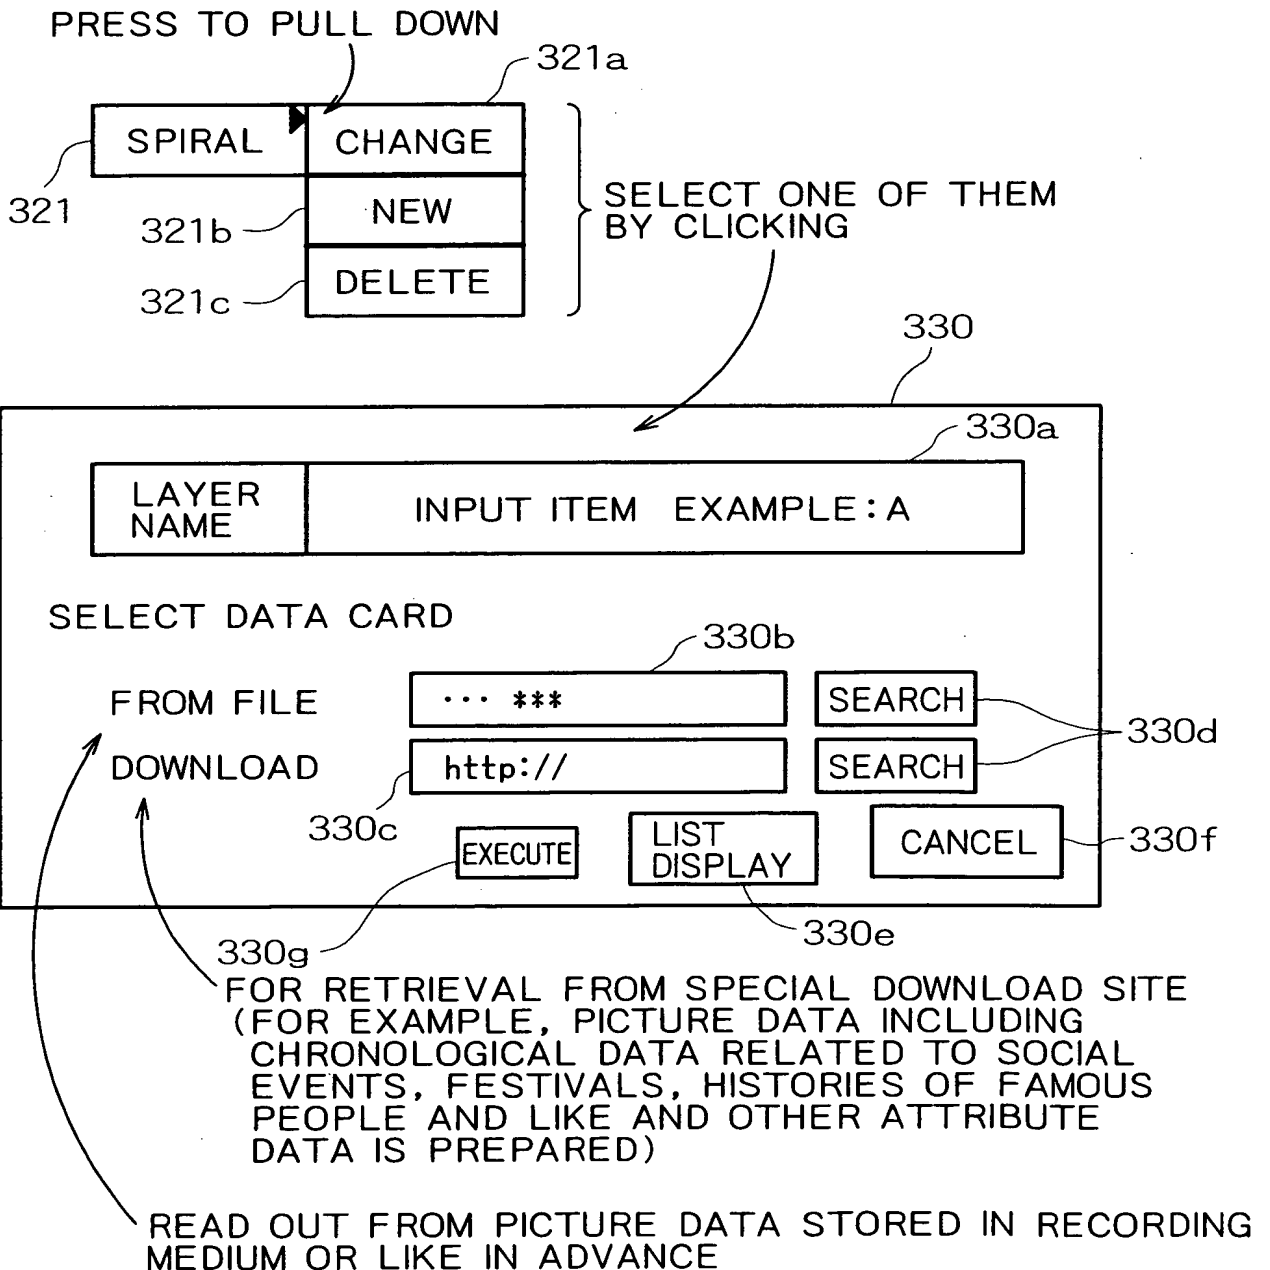 PRESS TO PULL DOWN
321a
SPIRAL
CHANGE
321
321b
NEW
SELECT ONE OF THEM
BY CLICKING
321c
DELETE
330
330a
LAYER
NAME
INPUT ITEM EXAMPLE:A
SELECT DATA CARD
330b
FROM FILE
... ***
SEARCH
330d
DOWNLOAD
http://
SEARCH
330c
EXECUTE
LIST
DISPLAY
CANCEL
330f
330g
330e
FOR RETRIEVAL FROM SPECIAL DOWNLOAD SITE
(FOR EXAMPLE, PICTURE DATA INCLUDING
CHRONOLOGICAL DATA RELATED TO SOCIAL
EVENTS, FESTIVALS, HISTORIES OF FAMOUS
PEOPLE AND LIKE AND OTHER ATTRIBUTE
DATA IS PREPARED)
READ OUT FROM PICTURE DATA STORED IN RECORDING
MEDIUM OR LIKE IN ADVANCE